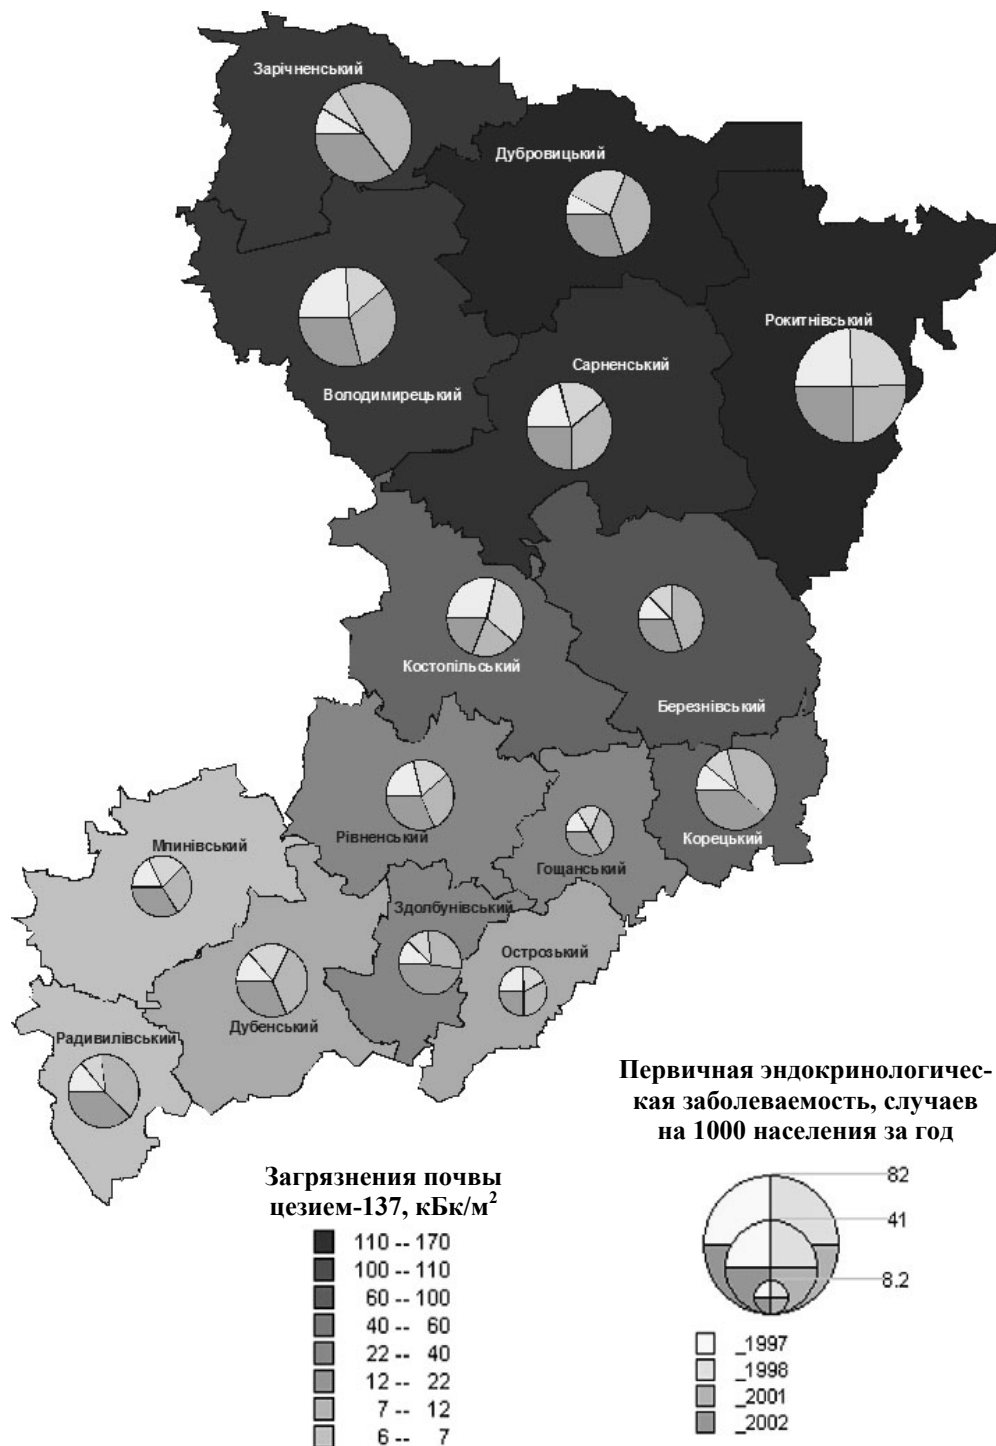 Зарічненський
Дубровицький
Рокитнівський
Сарненський
Володимирецький
Костопільський
Березнівський
Рівненський
Корецький
Млинівський
Гощанський
Здолбунівський
Острозький
Дубенський
Радивилівський
Первичная эндокринологичес-
кая заболеваемость, случаев
на 1000 населения за год
82
41
8.2
_1997
_1998
_2001
_2002
Загрязнения почвы
цезием-137, кБк/м²
110 -- 170
100 -- 110
60 -- 100
40 -- 60
22 -- 40
12 -- 22
7 -- 12
6 -- 7